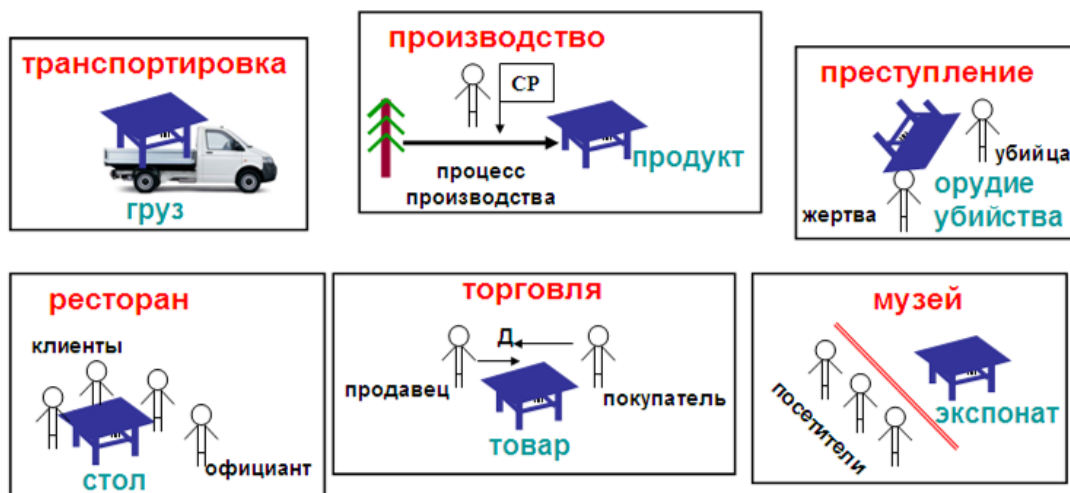 транспортировка
груз
производство
СР
процесс
производства
продукт
преступление
убийца
жертва
орудие
убийства
ресторан
клиенты
официант
стол
торговля
Д
продавец
покупатель
товар
музей
посетители
экспонат